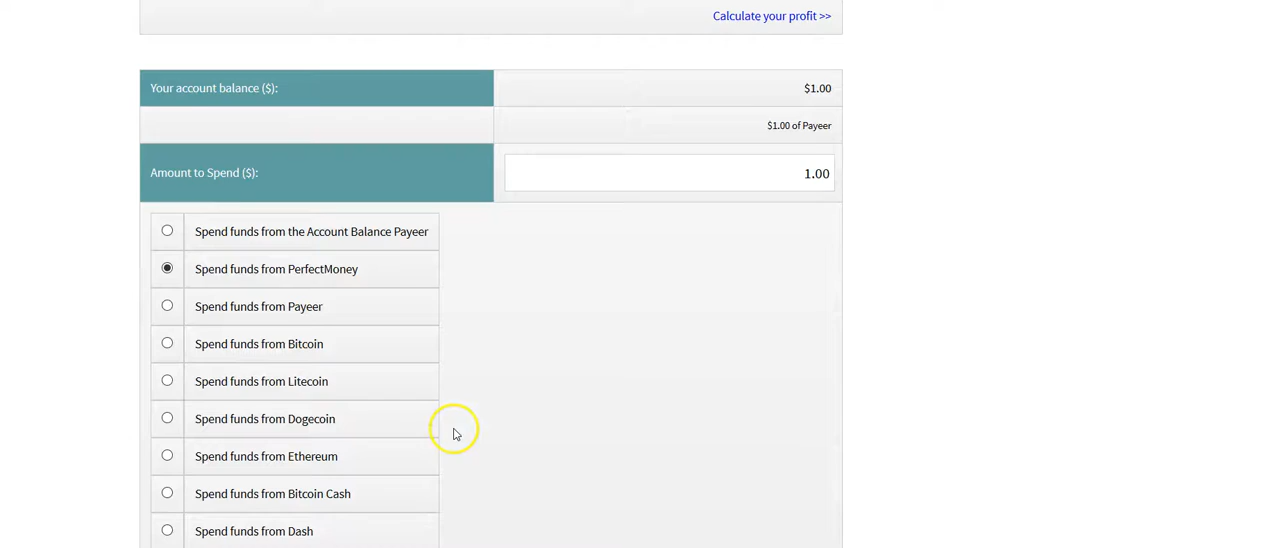 Calculate your profit >>
Your account balance ($): $1.00
$1.00 of Payeer
Amount to Spend ($): 1.00
Spend funds from the Account Balance Payeer
Spend funds from PerfectMoney
Spend funds from Payeer
Spend funds from Bitcoin
Spend funds from Litecoin
Spend funds from Dogecoin
Spend funds from Ethereum
Spend funds from Bitcoin Cash
Spend funds from Dash